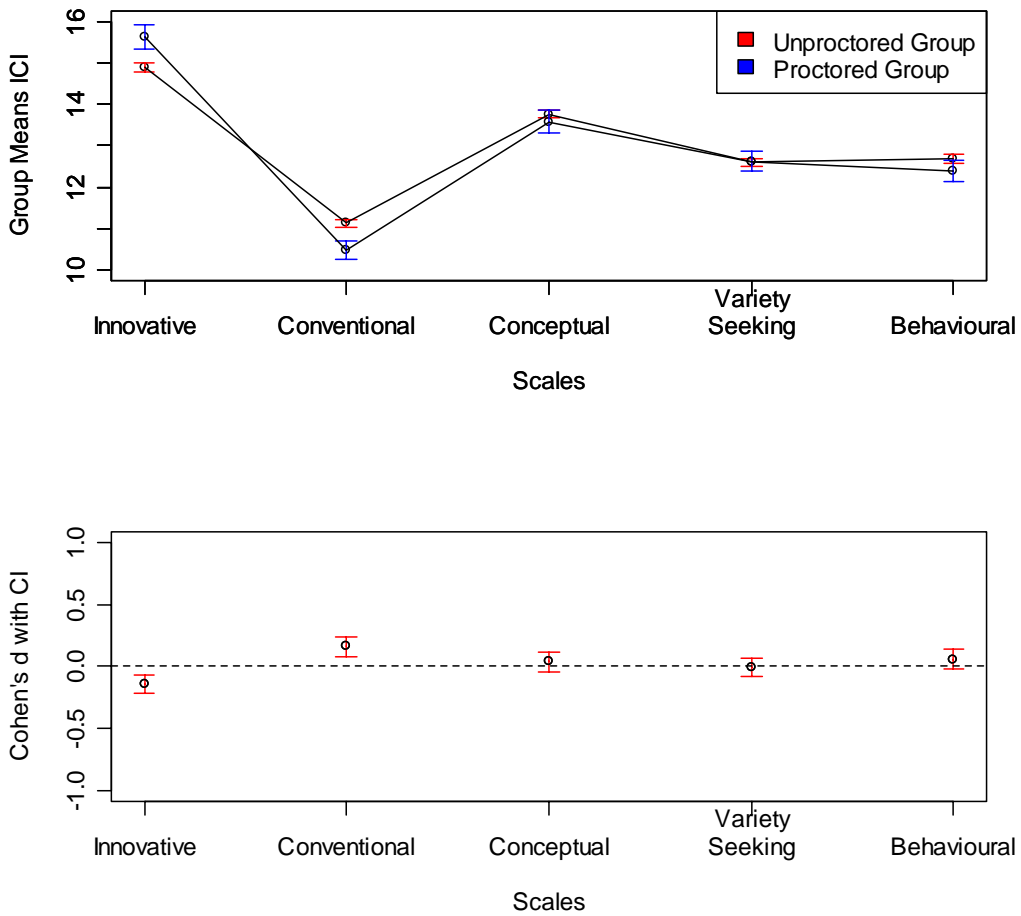 Group Means ICI
16
14
12
10
Unproctored Group
Proctored Group
Innovative
Conventional
Conceptual
Variety
Seeking
Behavioural
Scales
Cohen's d with CI
1.0
0.5
0.0
-0.5
-1.0
Innovative
Conventional
Conceptual
Variety
Seeking
Behavioural
Scales